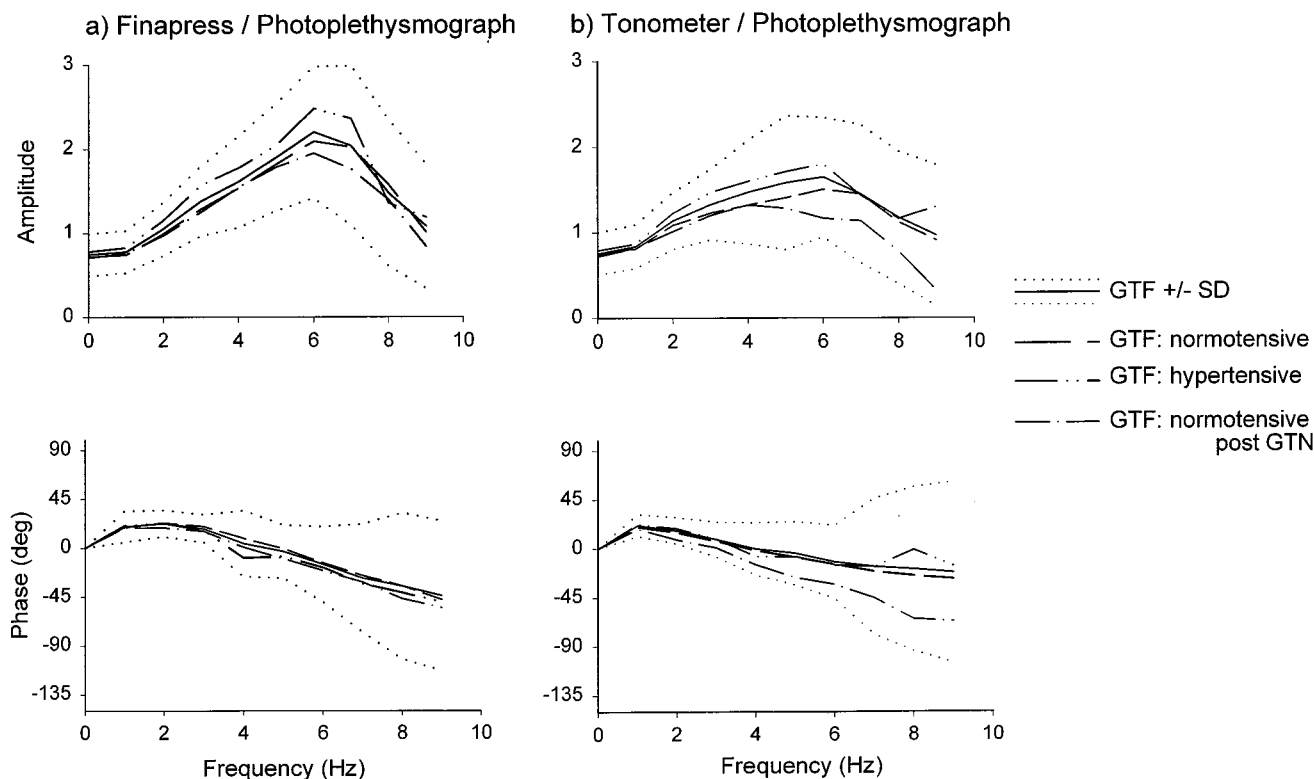 a) Finapress / Photoplethysmograph
b) Tonometer / Photoplethysmograph
3
2
1
0
Amplitude
0 2 4 6 8 10
3
2
1
0
0 2 4 6 8 10
GTF +/- SD
GTF: normotensive
GTF: hypertensive
GTF: normotensive
post GTN
90
45
0
-45
-90
-135
Phase (deg)
0 2 4 6 8 10
Frequency (Hz)
90
45
0
-45
-90
-135
0 2 4 6 8 10
Frequency (Hz)